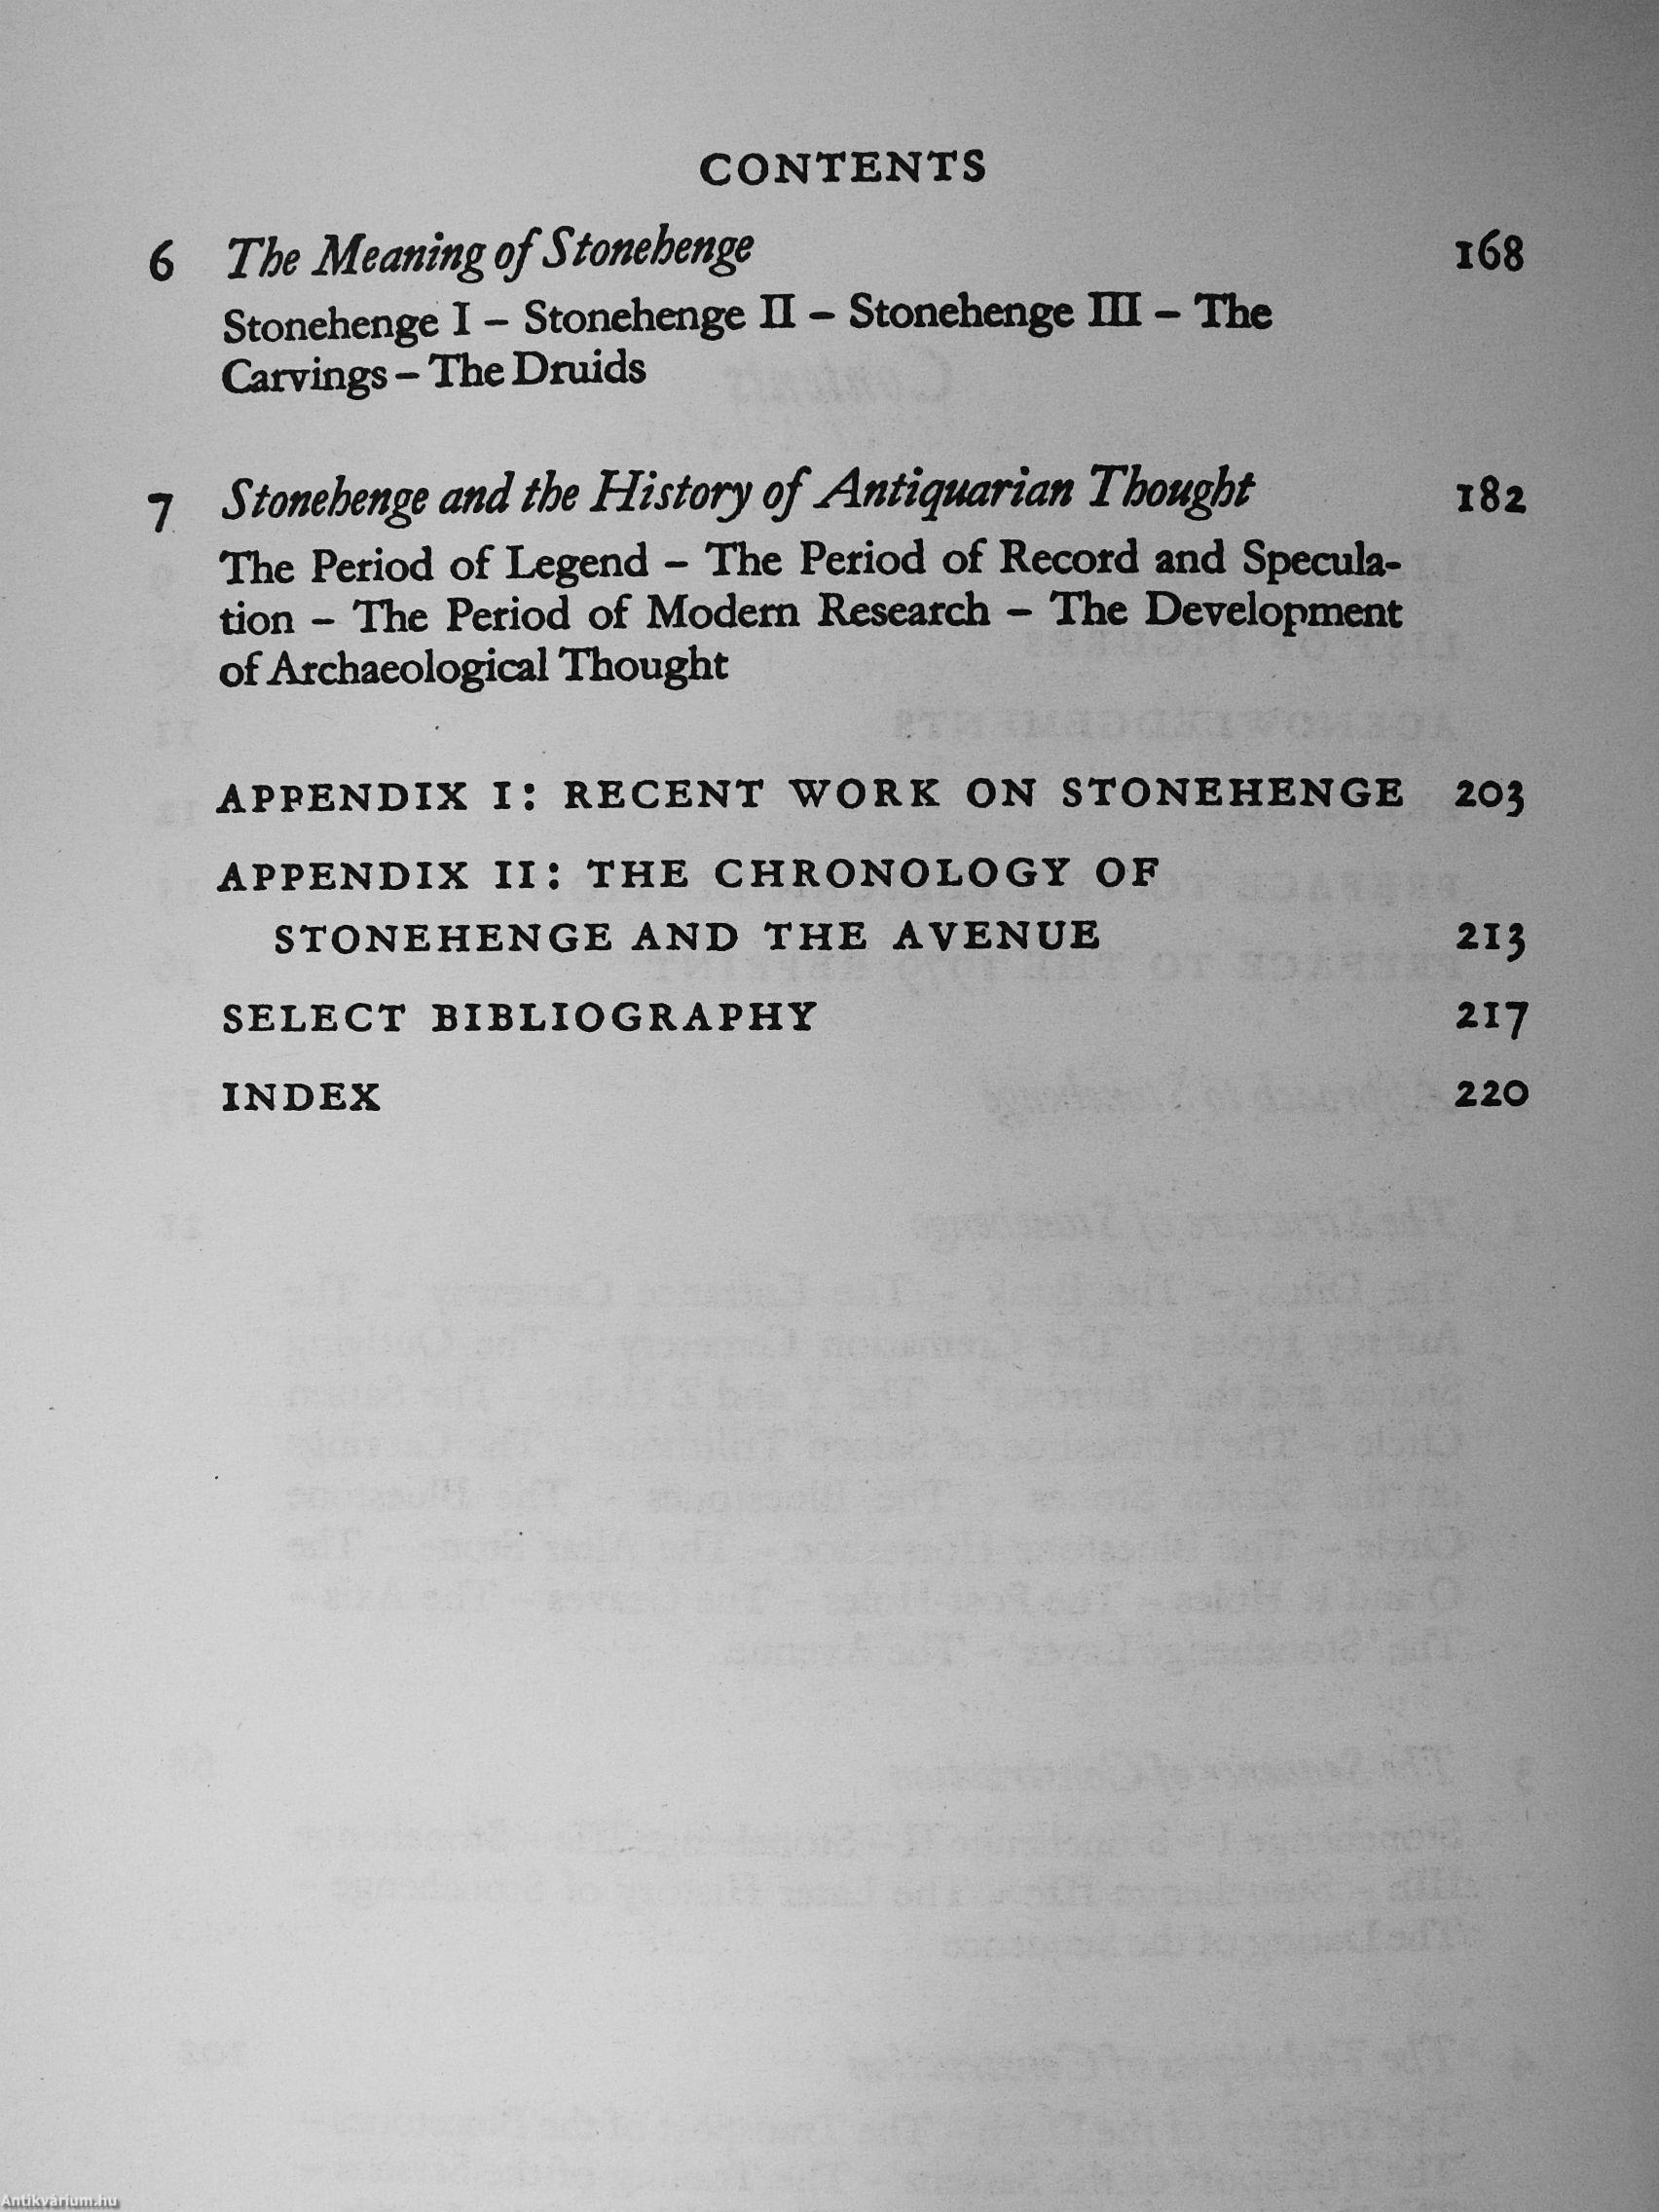 CONTENTS
6 The Meaning of Stonehenge 168
Stonehenge I – Stonehenge II – Stonehenge III – The
Carvings – The Druids
7 Stonehenge and the History of Antiquarian Thought 182
The Period of Legend – The Period of Record and Specula-
tion – The Period of Modern Research – The Development
of Archaeological Thought
APPENDIX I: RECENT WORK ON STONEHENGE 203
APPENDIX II: THE CHRONOLOGY OF
STONEHENGE AND THE AVENUE 213
SELECT BIBLIOGRAPHY 217
INDEX 220
Antikvárium.hu